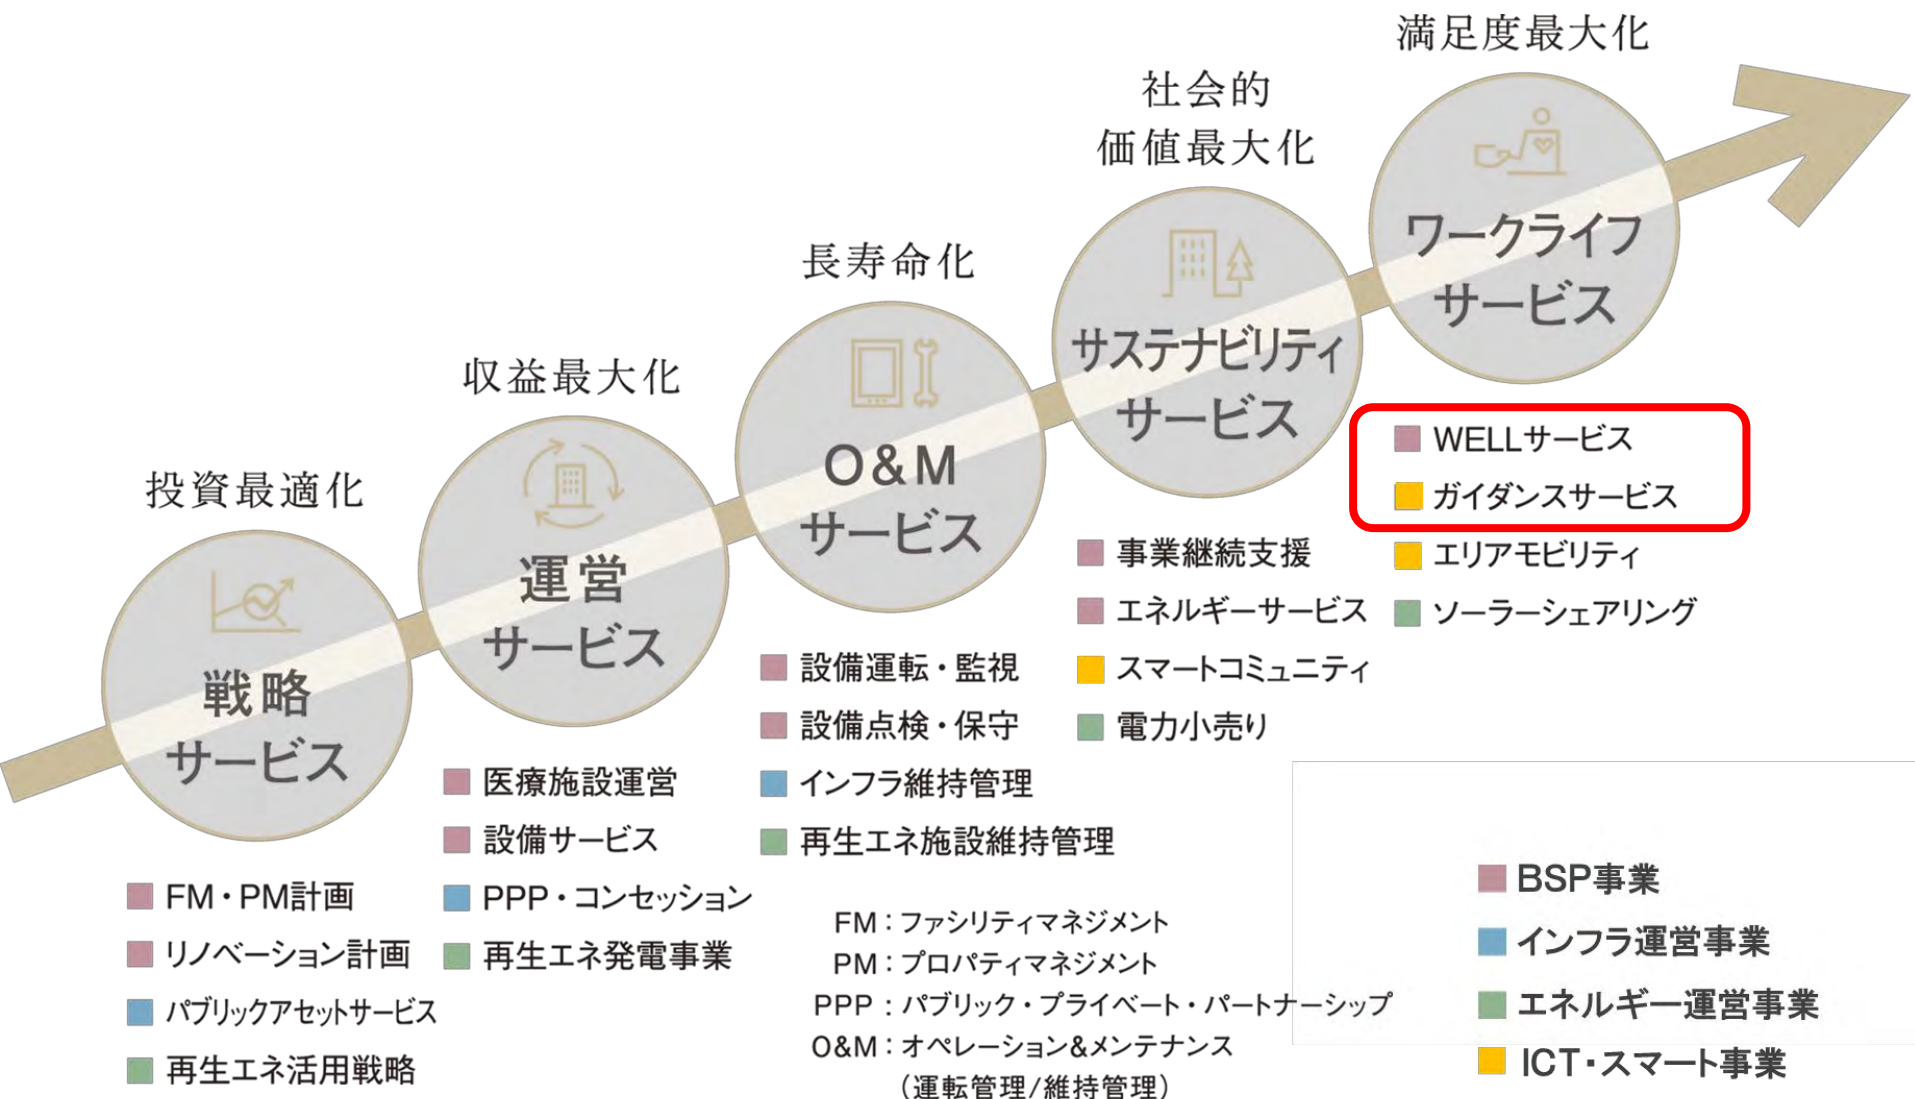 投資最適化
戦略
サービス
FM・PM計画
リノベーション計画
パブリックアセットサービス
再生エネ活用戦略
収益最大化
運営
サービス
医療施設運営
設備サービス
PPP・コンセッション
再生エネ発電事業
長寿命化
O&M
サービス
設備運転・監視
設備点検・保守
インフラ維持管理
再生エネ施設維持管理
社会的
価値最大化
サステナビリティ
サービス
事業継続支援
エネルギーサービス
スマートコミュニティ
電力小売り
満足度最大化
ワークライフ
サービス
WELLサービス
ガイダンスサービス
エリアモビリティ
ソーラーシェアリング
FM：ファシリティマネジメント
PM：プロパティマネジメント
PPP：パブリック・プライベート・パートナーシップ
O&M：オペレーション&メンテナンス
（運転管理/維持管理）
BSP事業
インフラ運営事業
エネルギー運営事業
ICT・スマート事業